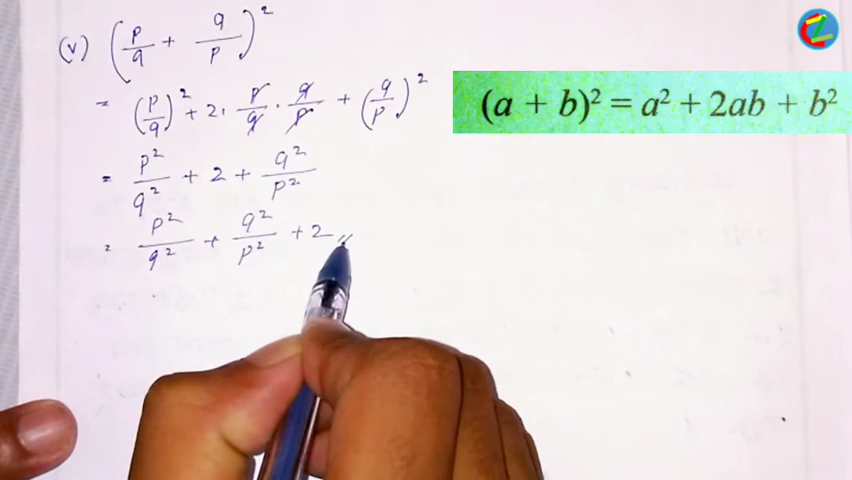 (v) (p/q + q/p)²
= (p/q)² + 2 · p/q · q/p + (q/p)²
= p²/q² + 2 + q²/p²
= p²/q² + q²/p² + 2 //
(a + b)² = a² + 2ab + b²